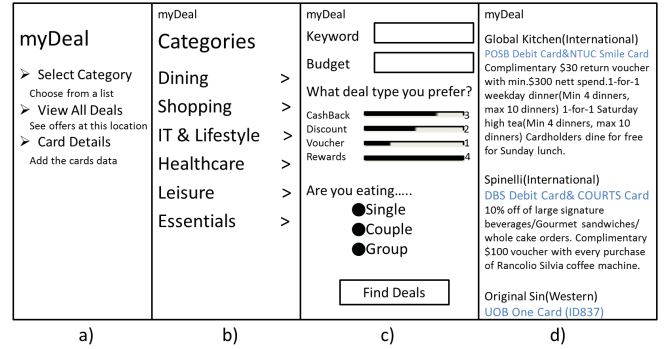 myDeal
➢ Select Category
Choose from a list
➢ View All Deals
See offers at this location
➢ Card Details
Add the cards data
a)
myDeal
Categories
Dining >
Shopping >
IT & Lifestyle >
Healthcare >
Leisure >
Essentials >
b)
myDeal
Keyword
Budget
What deal type you prefer?
CashBack 3
Discount 2
Voucher 1
Rewards 4
Are you eating.....
Single
Couple
Group
Find Deals
c)
myDeal
Global Kitchen(International)
POSB Debit Card&NTUC Smile Card
Complimentary $30 return voucher
with min.$300 nett spend.1-for-1
weekday dinner(Min 4 dinners,
max 10 dinners) 1-for-1 Saturday
high tea(Min 4 dinners, max 10
dinners) Cardholders dine for free
for Sunday lunch.
Spinelli(International)
DBS Debit Card& COURTS Card
10% off of large signature
beverages/Gourmet sandwiches/
whole cake orders. Complimentary
$100 voucher with every purchase
of Rancolio Silvia coffee machine.
Original Sin(Western)
UOB One Card (ID837)
d)